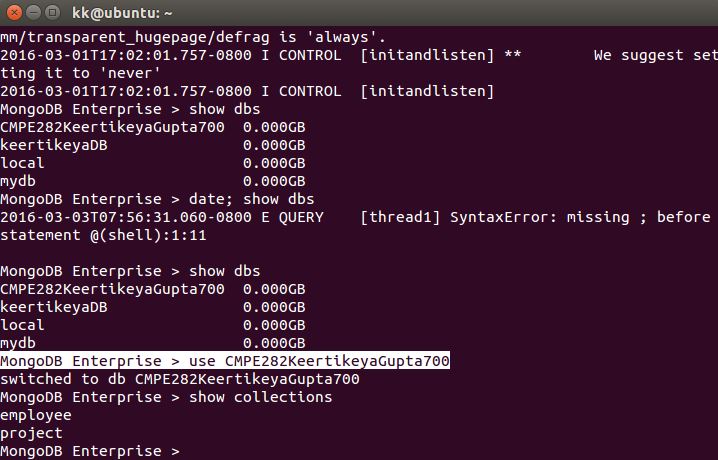 kk@ubuntu: ~
mm/transparent_hugepage/defrag is 'always'.
2016-03-01T17:02:01.757-0800 I CONTROL  [initandlisten] **        We suggest set
ting it to 'never'
2016-03-01T17:02:01.757-0800 I CONTROL  [initandlisten]
MongoDB Enterprise > show dbs
CMPE282KeertikeyaGupta700  0.000GB
keertikeyaDB               0.000GB
local                      0.000GB
mydb                       0.000GB
MongoDB Enterprise > date; show dbs
2016-03-03T07:56:31.060-0800 E QUERY    [thread1] SyntaxError: missing ; before
statement @(shell):1:11
MongoDB Enterprise > show dbs
CMPE282KeertikeyaGupta700  0.000GB
keertikeyaDB               0.000GB
local                      0.000GB
mydb                       0.000GB
MongoDB Enterprise > use CMPE282KeertikeyaGupta700
switched to db CMPE282KeertikeyaGupta700
MongoDB Enterprise > show collections
employee
project
MongoDB Enterprise >